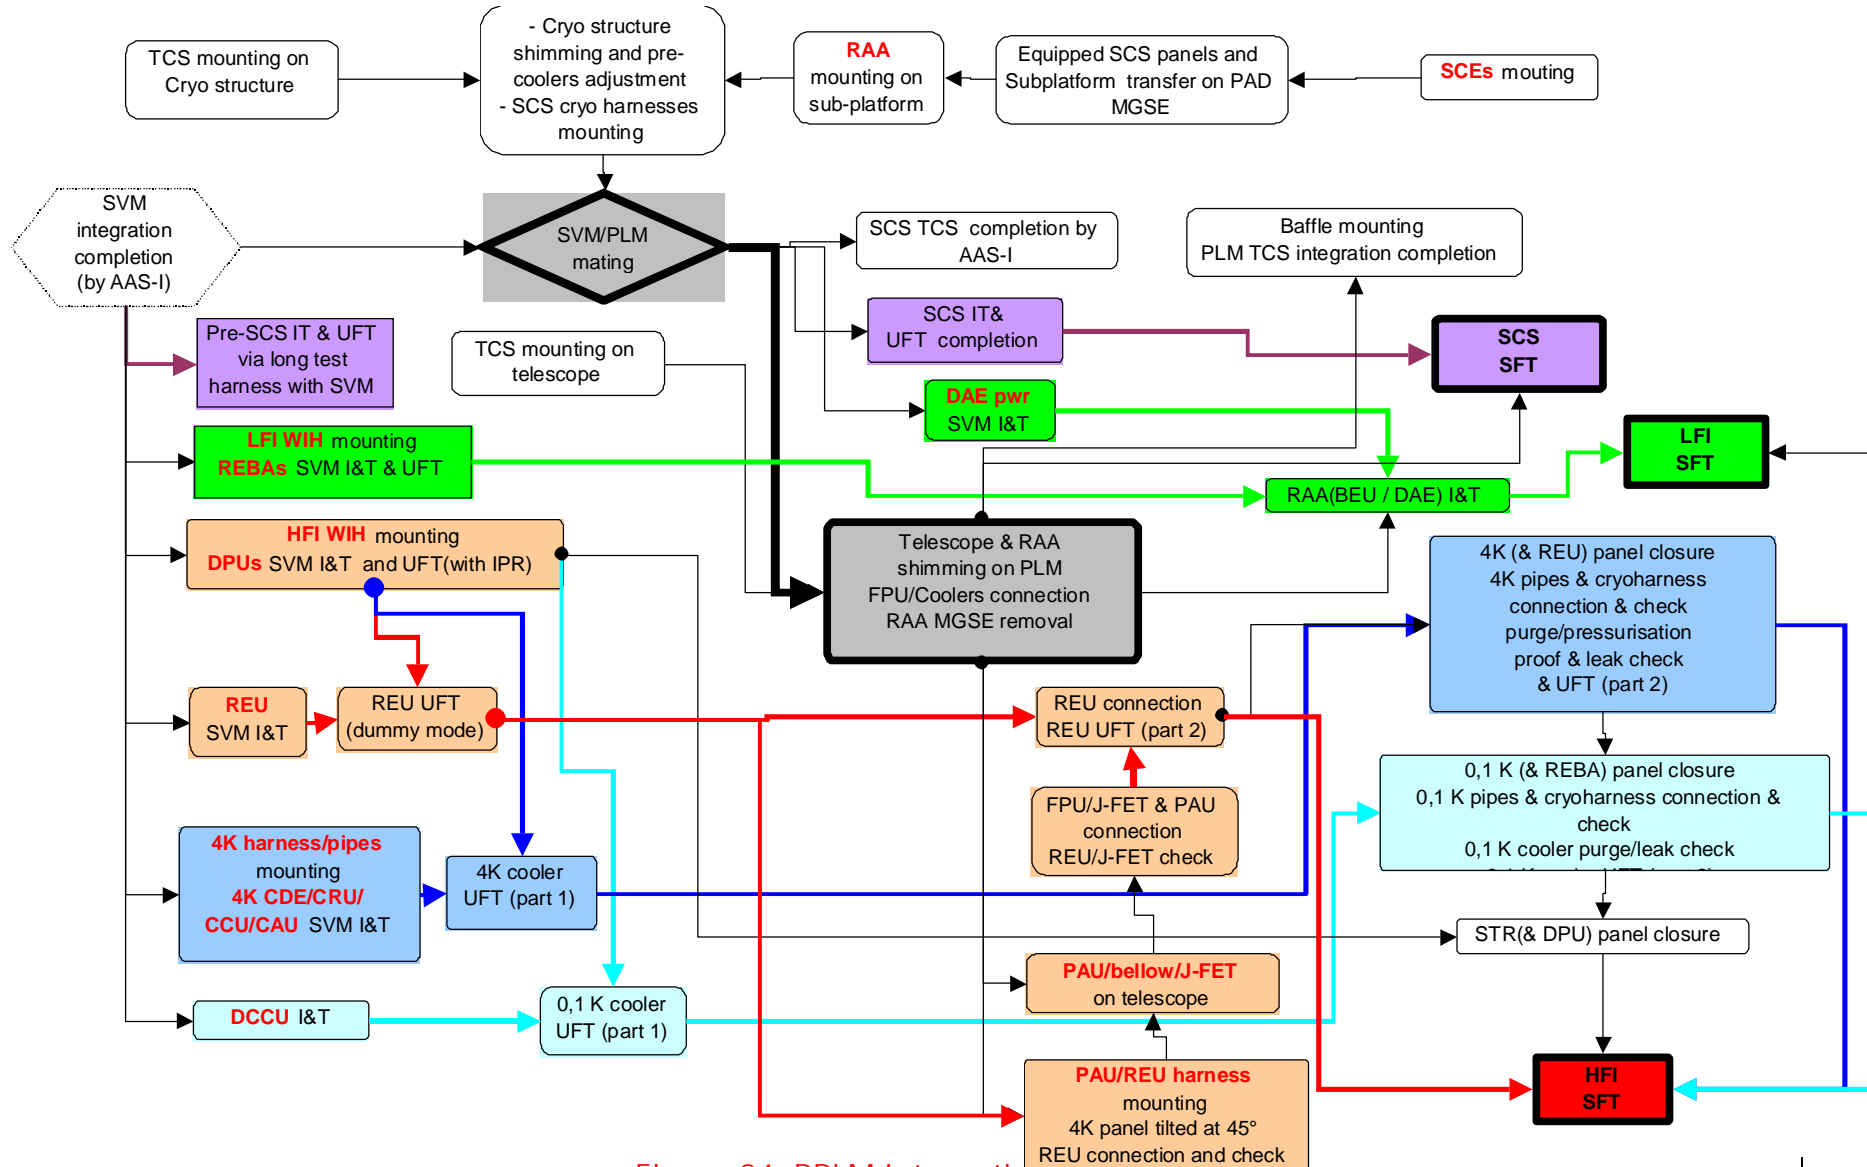 TCS mounting on
Cryo structure
- Cryo structure
shimming and pre-
coolers adjustment
- SCS cryo harnesses
mounting
RAA
mounting on
sub-platform
Equipped SCS panels and
Subplatform transfer on PAD
MGSE
SCEs mouting
SVM
integration
completion
(by AAS-I)
SVM/PLM
mating
SCS TCS completion by
AAS-I
Baffle mounting
PLM TCS integration completion
Pre-SCS IT & UFT
via long test
harness with SVM
TCS mounting on
telescope
SCS IT&
UFT completion
SCS
SFT
DAE pwr
SVM I&T
LFI WIH mounting
REBAs SVM I&T & UFT
LFI
SFT
RAA(BEU / DAE) I&T
HFI WIH mounting
DPUs SVM I&T and UFT(with IPR)
Telescope & RAA
shimming on PLM
FPU/Coolers connection
RAA MGSE removal
4K (& REU) panel closure
4K pipes & cryoharness
connection & check
purge/pressurisation
proof & leak check
& UFT (part 2)
REU
SVM I&T
REU UFT
(dummy mode)
REU connection
REU UFT (part 2)
0,1 K (& REBA) panel closure
0,1 K pipes & cryoharness connection &
check
0,1 K cooler purge/leak check
FPU/J-FET & PAU
connection
REU/J-FET check
4K harness/pipes
mounting
4K CDE/CRU/
CCU/CAU SVM I&T
4K cooler
UFT (part 1)
STR(& DPU) panel closure
PAU/bellow/J-FET
on telescope
DCCU I&T
0,1 K cooler
UFT (part 1)
PAU/REU harness
mounting
4K panel tilted at 45°
REU connection and check
HFI
SFT